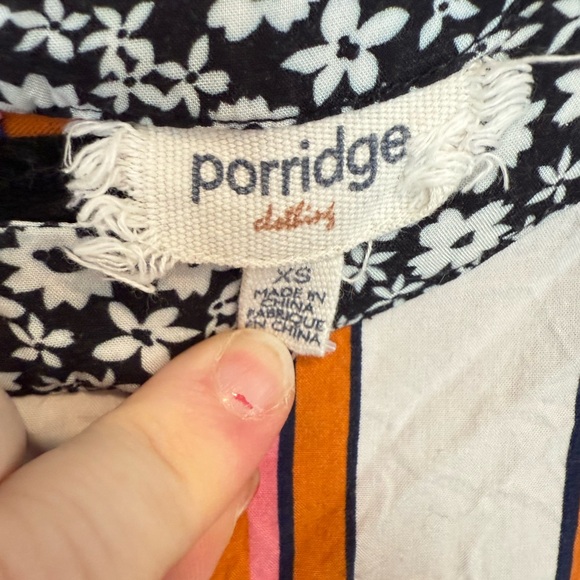 porridge
clothing
XS
MADE IN
CHINA
FABRIQUE
EN CHINA